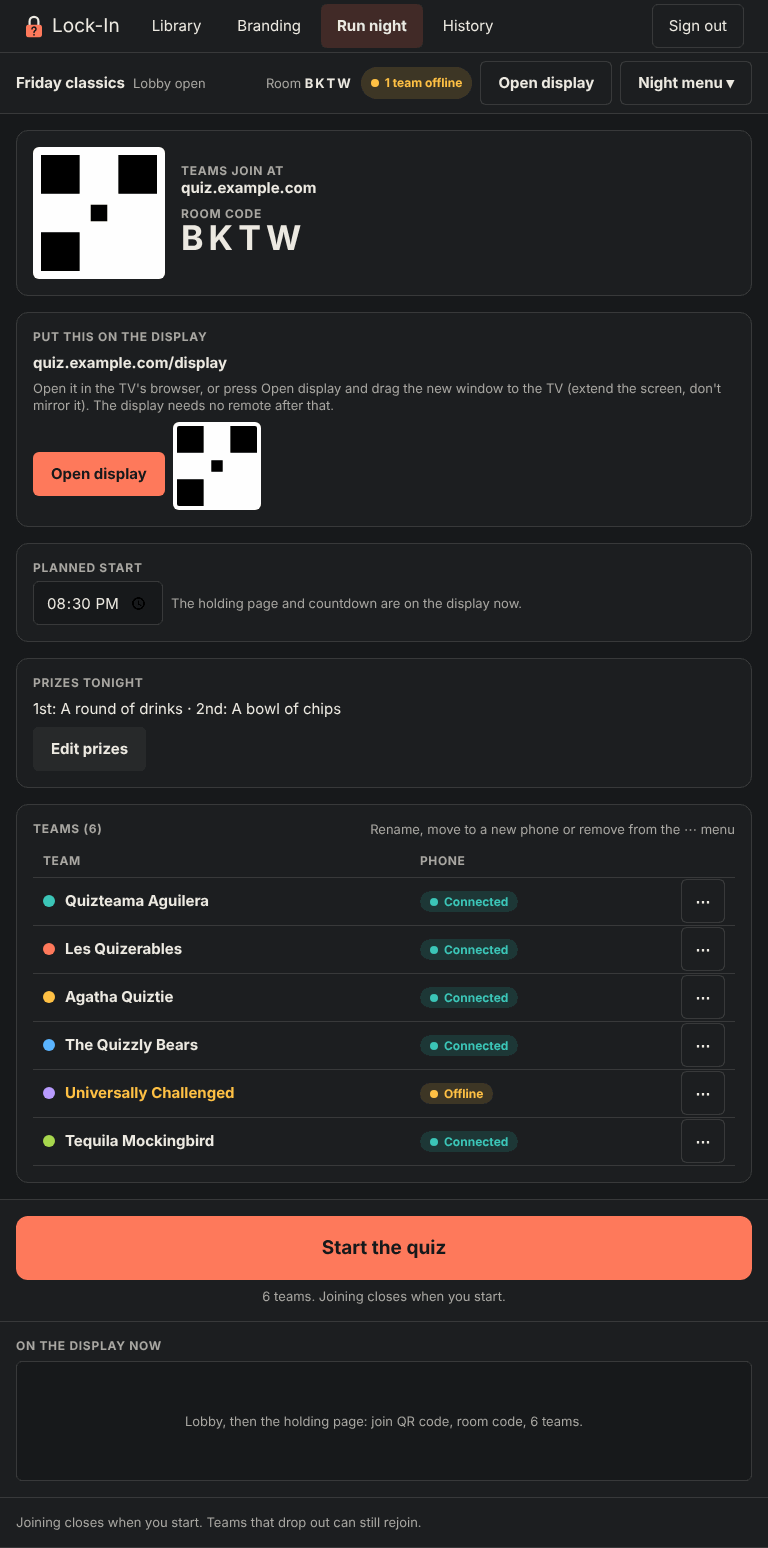 Lock-In Library Branding Run night History Sign out
Friday classics Lobby open Room BKTW 1 team offline Open display Night menu ▾
TEAMS JOIN AT
quiz.example.com
ROOM CODE
BKTW
PUT THIS ON THE DISPLAY
quiz.example.com/display
Open it in the TV's browser, or press Open display and drag the new window to the TV (extend the screen, don't
mirror it). The display needs no remote after that.
Open display
PLANNED START
08:30 PM The holding page and countdown are on the display now.
PRIZES TONIGHT
1st: A round of drinks · 2nd: A bowl of chips
Edit prizes
TEAMS (6) Rename, move to a new phone or remove from the ⋯ menu
TEAM PHONE
Quizteama Aguilera Connected ⋯
Les Quizerables Connected ⋯
Agatha Quiztie Connected ⋯
The Quizzly Bears Connected ⋯
Universally Challenged Offline ⋯
Tequila Mockingbird Connected ⋯
Start the quiz
6 teams. Joining closes when you start.
ON THE DISPLAY NOW
Lobby, then the holding page: join QR code, room code, 6 teams.
Joining closes when you start. Teams that drop out can still rejoin.